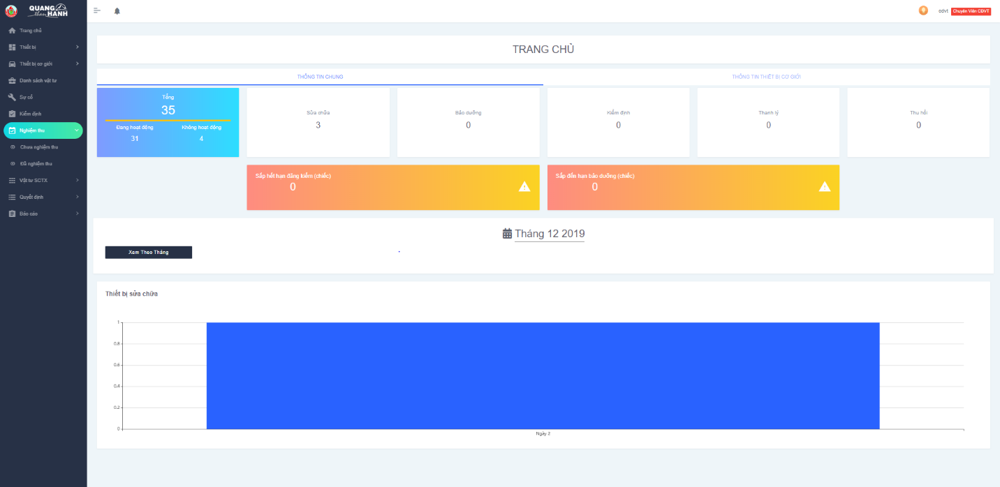 QUANG
than HANH
cdvt Chuyên Viên CĐVT
Trang chủ
Thiết bị
Thiết bị cơ giới
Danh sách vật tư
Sự cố
Kiểm định
Nghiệm thu
Chưa nghiệm thu
Đã nghiệm thu
Vật tư SCTX
Quyết định
Báo cáo
TRANG CHỦ
THÔNG TIN CHUNG
THÔNG TIN THIẾT BỊ CƠ GIỚI
Tổng
35
Đang hoạt động
31
Không hoạt động
4
Sửa chữa
3
Bảo dưỡng
0
Kiểm định
0
Thanh lý
0
Thu hồi
0
Sắp hết hạn đăng kiểm (chiếc)
0
Sắp đến hạn bảo dưỡng (chiếc)
0
Tháng 12 2019
Xem Theo Tháng
Thiết bị sửa chữa
1
0.8
0.6
0.4
0.2
0
Ngày 2